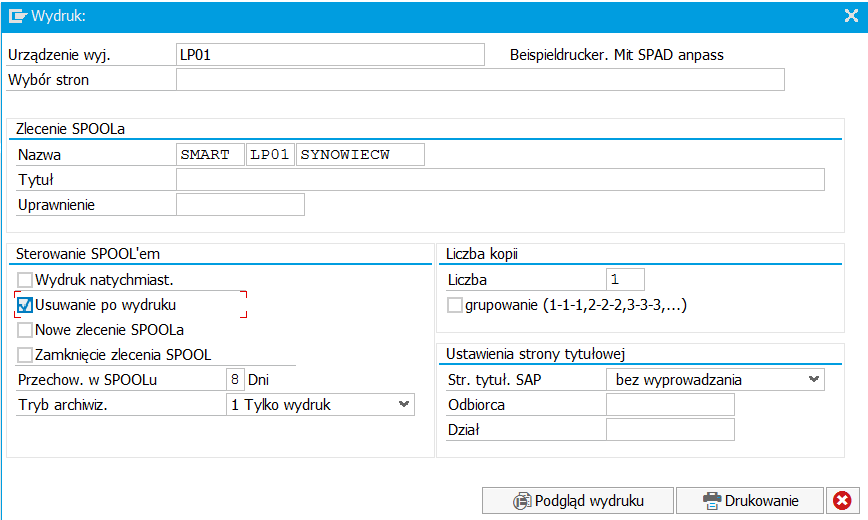 Wydruk:
Urządzenie wyj. LP01 Beispieldrucker. Mit SPAD anpass
Wybór stron
Zlecenie SPOOLa
Nazwa SMART LP01 SYNOWIECW
Tytuł
Uprawnienie
Sterowanie SPOOL'em
Wydruk natychmiast.
Usuwanie po wydruku
Nowe zlecenie SPOOLa
Zamknięcie zlecenia SPOOL
Przechow. w SPOOLu 8 Dni
Tryb archiwiz. 1 Tylko wydruk
Liczba kopii
Liczba 1
grupowanie (1-1-1,2-2-2,3-3-3,...)
Ustawienia strony tytułowej
Str. tytuł. SAP bez wyprowadzania
Odbiorca
Dział
Podgląd wydruku Drukowanie